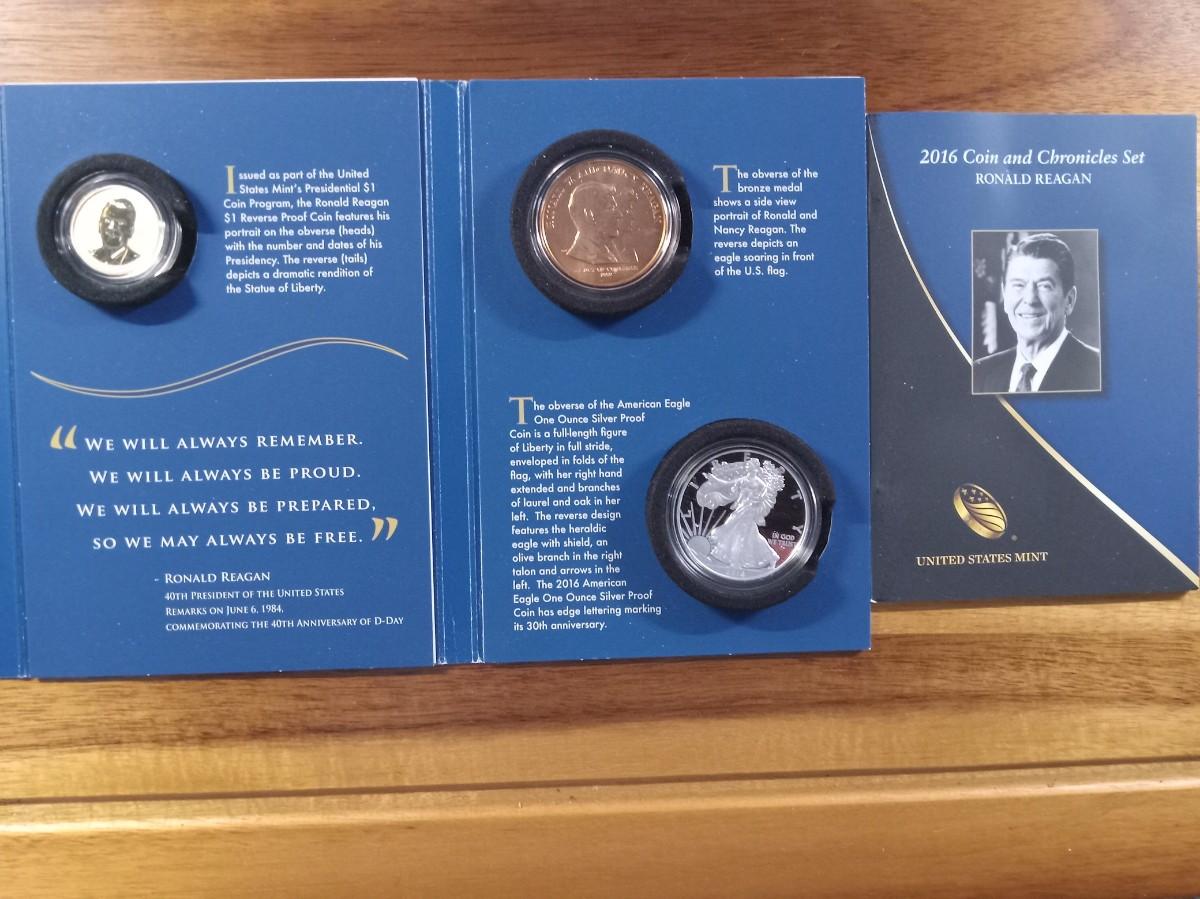 Issued as part of the United
States Mint's Presidential $1
Coin Program, the Ronald Reagan
$1 Reverse Proof Coin features his
portrait on the obverse (heads)
with the number and dates of his
Presidency. The reverse (tails)
depicts a dramatic rendition of
the Statue of Liberty.
"WE WILL ALWAYS REMEMBER.
WE WILL ALWAYS BE PROUD.
WE WILL ALWAYS BE PREPARED,
SO WE MAY ALWAYS BE FREE."
- RONALD REAGAN
40TH PRESIDENT OF THE UNITED STATES
REMARKS ON JUNE 6, 1984,
COMMEMORATING THE 40TH ANNIVERSARY OF D-DAY
The obverse of the
bronze medal
shows a side view
portrait of Ronald and
Nancy Reagan. The
reverse depicts an
eagle soaring in front
of the U.S. flag.
The obverse of the American Eagle
One Ounce Silver Proof
Coin is a full-length figure
of Liberty in full stride,
enveloped in folds of the
flag, with her right hand
extended and branches
of laurel and oak in her
left. The reverse design
features the heraldic
eagle with shield, an
olive branch in the right
talon and arrows in the
left. The 2016 American
Eagle One Ounce Silver Proof
Coin has edge lettering marking
its 30th anniversary.
LIBERTY
IN GOD
WE TRUST
2016 Coin and Chronicles Set
RONALD REAGAN
UNITED STATES MINT